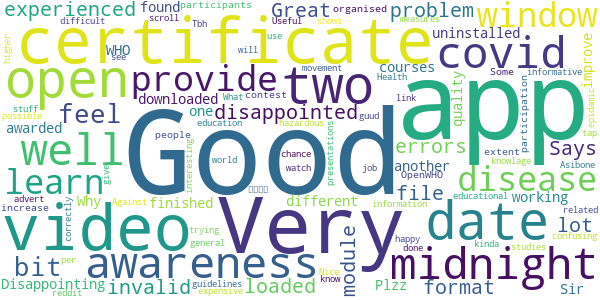 experienced
found
scroll
Tbh
Great
participants
organised
problem
window
Useful
shows
difficult
certificate
covid
uninstalled
measures
higher
WHO
use
see
will
courses
improve
open
provide
two
Some
movement
informative
downloaded
What
contest
Health
quality
stuff
possible
feel
one
disappointed
link
participation
epidemic
tap
awarded
people
education
hazardous
guud
errors
extent
well
Good
app
Says
interesting
give
world
chance
watch
job
presentations
OpenWHO
knowlage
Asibone
another
learn
Why
finished
different
file
disease
advert
correctly
educational
working
increase
Against
trying
information
related
video
Very
module
date
lot
happy
done
confusing
general
Nice
know
kinda
studies
bit
awareness
midnight
per
guidelines
Disappointing
invalid
loaded
format
Plzz
Sir
reddit
expensive